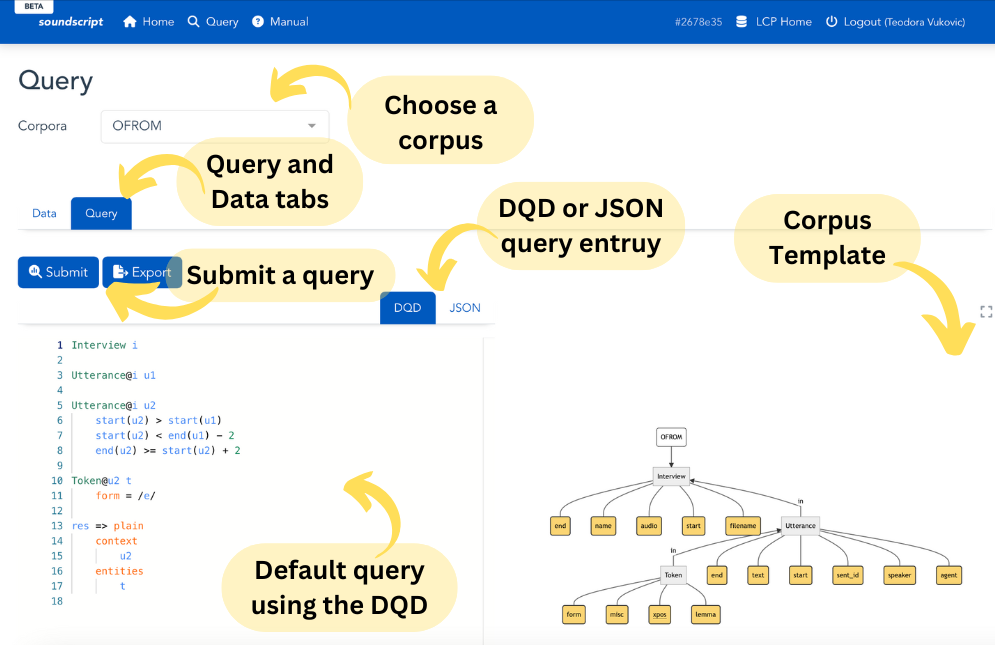 BETA
soundscript Home Query Manual #2678e35 LCP Home Logout (Teodora Vukovic)
Query
Choose a
corpus
Corpora OFROM
Query and
Data tabs
DQD or JSON
query entruy
Corpus
Template
Data Query
Submit Export
Submit a query
DQD JSON
1 Interview i
2
3 Utterance@i u1
4
5 Utterance@i u2
6 start(u2) > start(u1)
7 start(u2) < end(u1) - 2
8 end(u2) >= start(u2) + 2
9
10 Token@u2 t
11 form = /e/
12
13 res => plain
14 context
15 u2
16 entities
17 t
18
Default query
using the DQD
OFROM
Interview
in
end name audio start filename Utterance
in
Token end text start sent_id speaker agent
form misc xpos lemma